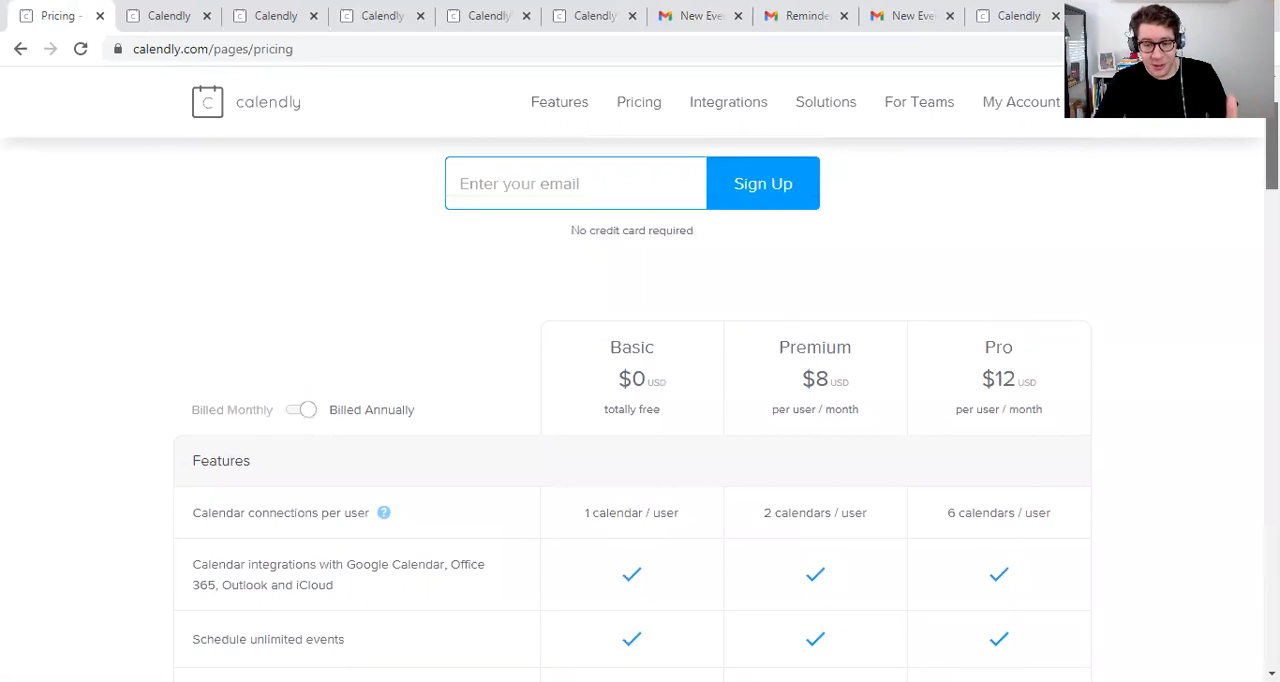 Pricing -
Calendly
Calendly
Calendly
Calendly
Calendly
New Eve
Reminde
New Eve
Calendly
calendly.com/pages/pricing
calendly
Features
Pricing
Integrations
Solutions
For Teams
My Account
Enter your email
Sign Up
No credit card required
Basic
Premium
Pro
$0 USD
$8 USD
$12 USD
Billed Monthly
Billed Annually
totally free
per user / month
per user / month
Features
Calendar connections per user ?
1 calendar / user
2 calendars / user
6 calendars / user
Calendar integrations with Google Calendar, Office
365, Outlook and iCloud
Schedule unlimited events